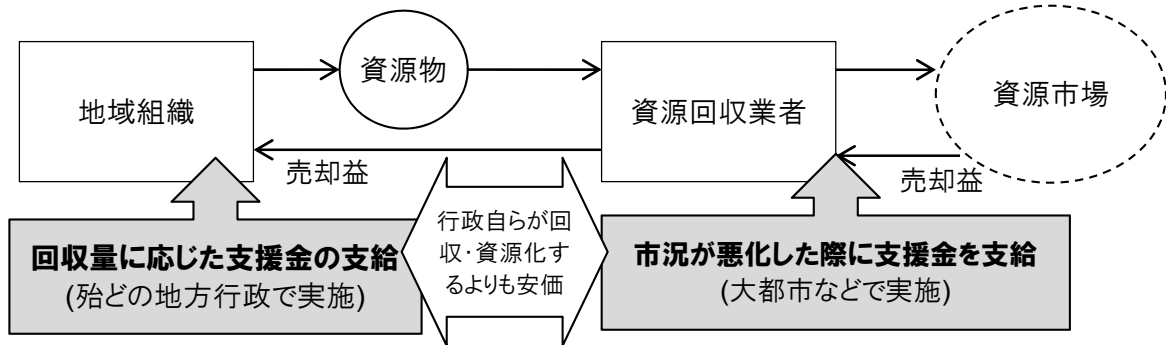 地域組織
資源物
資源回収業者
資源市場
売却益
売却益
回収量に応じた支援金の支給
(殆どの地方行政で実施)
行政自らが回
収・資源化す
るよりも安価
市況が悪化した際に支援金を支給
(大都市などで実施)